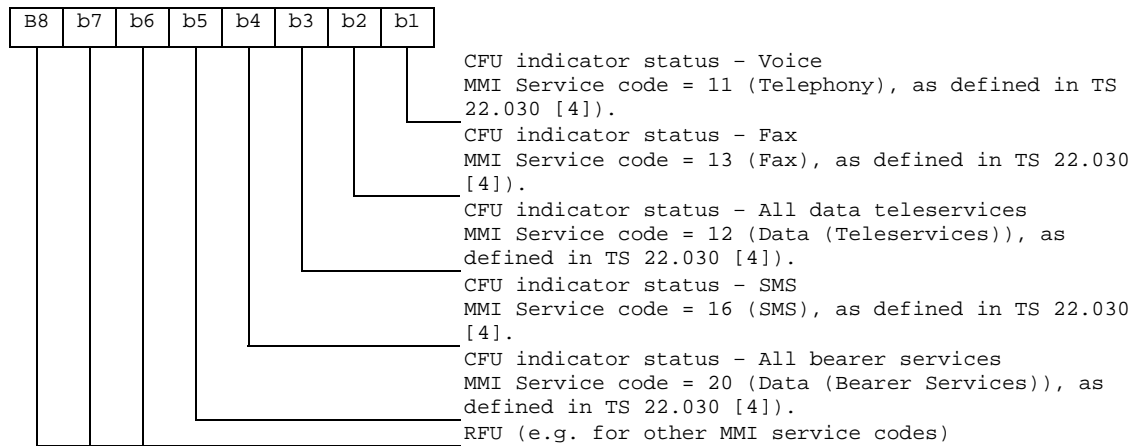 B8 b7 b6 b5 b4 b3 b2 b1
CFU indicator status – Voice
MMI Service code = 11 (Telephony), as defined in TS
22.030 [4]).
CFU indicator status – Fax
MMI Service code = 13 (Fax), as defined in TS 22.030
[4]).
CFU indicator status – All data teleservices
MMI Service code = 12 (Data (Teleservices)), as
defined in TS 22.030 [4]).
CFU indicator status – SMS
MMI Service code = 16 (SMS), as defined in TS 22.030
[4].
CFU indicator status – All bearer services
MMI Service code = 20 (Data (Bearer Services)), as
defined in TS 22.030 [4]).
RFU (e.g. for other MMI service codes)